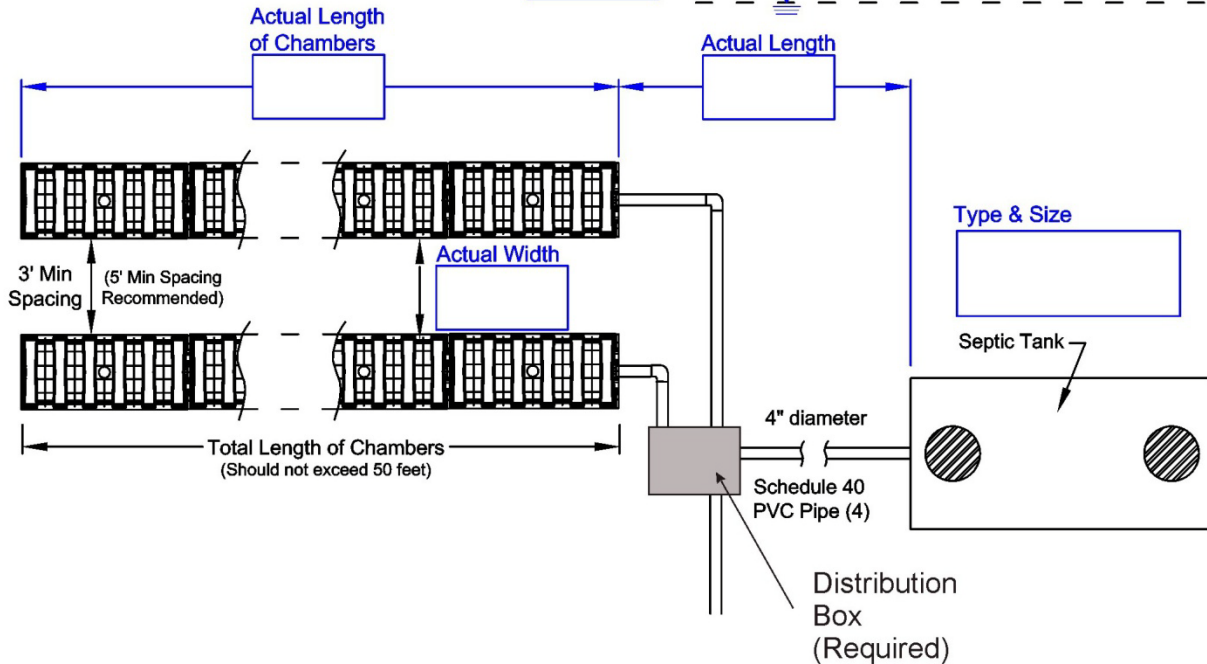 Actual Length
of Chambers
Actual Length
Type & Size
3' Min
Spacing
(5' Min Spacing
Recommended)
Actual Width
Septic Tank
Total Length of Chambers
(Should not exceed 50 feet)
4" diameter
Schedule 40
PVC Pipe (4)
Distribution
Box
(Required)